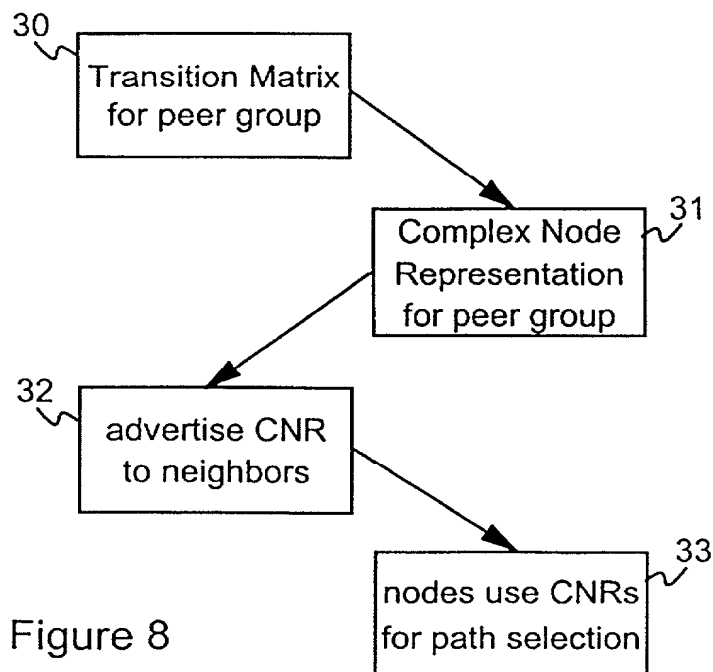 30
Transition Matrix
for peer group
31
Complex Node
Representation
for peer group
32
advertise CNR
to neighbors
33
nodes use CNRs
for path selection
Figure 8